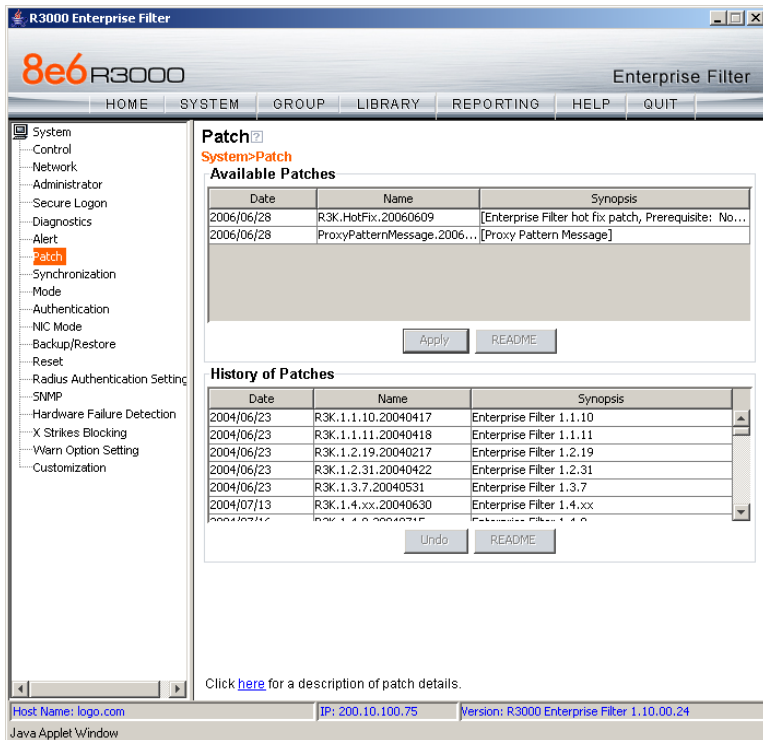 R3000 Enterprise Filter
8e6 R3000
Enterprise Filter
HOME SYSTEM GROUP LIBRARY REPORTING HELP QUIT
System
Control
Network
Administrator
Secure Logon
Diagnostics
Alert
Patch
Synchronization
Mode
Authentication
NIC Mode
Backup/Restore
Reset
Radius Authentication Setting
SNMP
Hardware Failure Detection
X Strikes Blocking
Warn Option Setting
Customization
Patch ?
System>Patch
Available Patches
Date Name Synopsis
2006/06/28 R3K.HotFix.20060609 [Enterprise Filter hot fix patch, Prerequisite: No...
2006/06/28 ProxyPatternMessage.2006... [Proxy Pattern Message]
Apply README
History of Patches
Date Name Synopsis
2004/06/23 R3K.1.1.10.20040417 Enterprise Filter 1.1.10
2004/06/23 R3K.1.1.11.20040418 Enterprise Filter 1.1.11
2004/06/23 R3K.1.2.19.20040217 Enterprise Filter 1.2.19
2004/06/23 R3K.1.2.31.20040422 Enterprise Filter 1.2.31
2004/06/23 R3K.1.3.7.20040531 Enterprise Filter 1.3.7
2004/07/13 R3K.1.4.xx.20040630 Enterprise Filter 1.4.xx
Undo README
Click here for a description of patch details.
Host Name: logo.com IP: 200.10.100.75 Version: R3000 Enterprise Filter 1.10.00.24
Java Applet Window